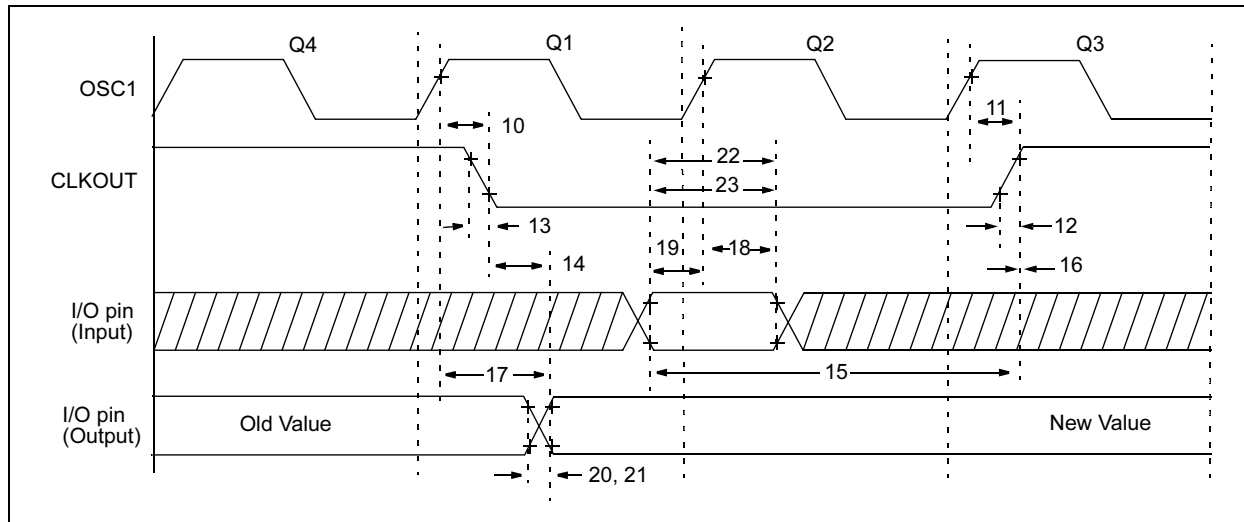 Q4 Q1 Q2 Q3
OSC1
10 11
22
CLKOUT
23
13 12
19 18
14 16
I/O pin
(Input)
17 15
I/O pin
(Output)
Old Value New Value
20, 21